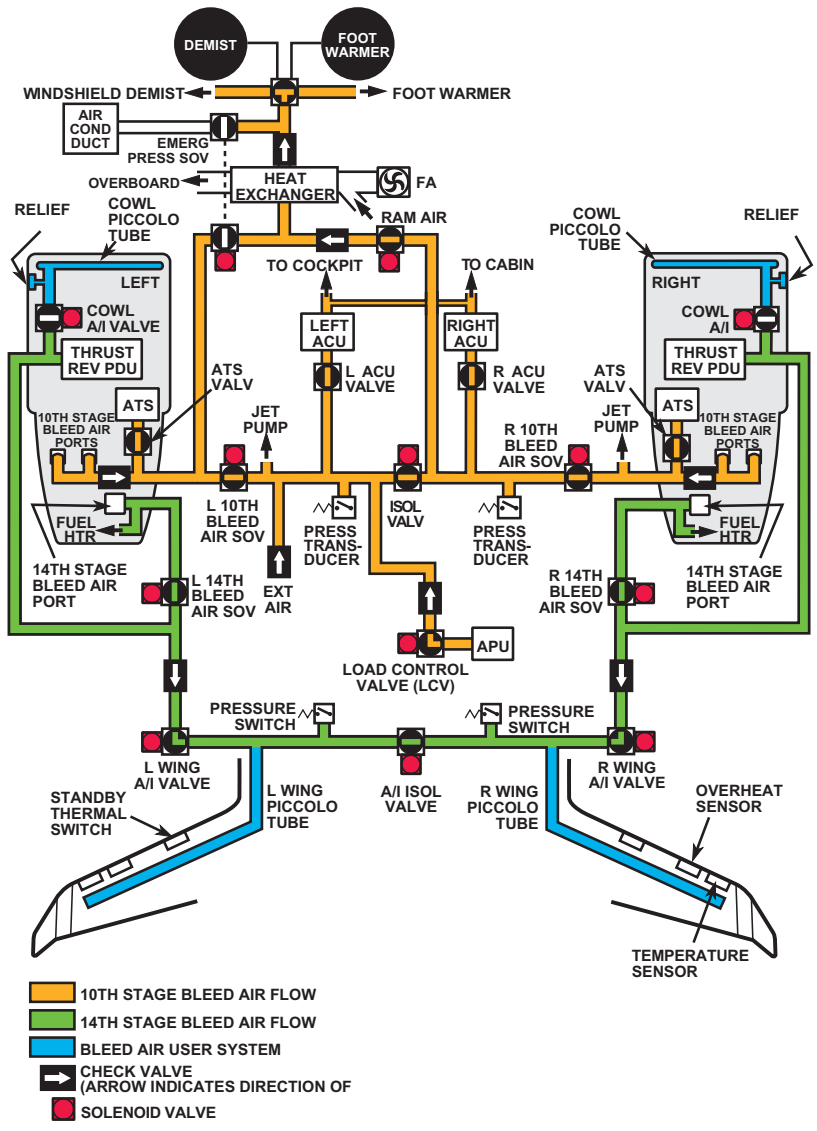 DEMIST
FOOT
WARMER
WINDSHIELD DEMIST
FOOT WARMER
AIR
COND
DUCT
EMERG
PRESS SOV
OVERBOARD
HEAT
EXCHANGER
FA
RAM AIR
RELIEF
COWL
PICCOLO
TUBE
LEFT
COWL
A/I VALVE
THRUST
REV PDU
ATS
VALV
ATS
10TH STAGE
BLEED AIR
PORTS
TO COCKPIT
TO CABIN
LEFT
ACU
RIGHT
ACU
L ACU
VALVE
R ACU
VALVE
COWL
PICCOLO
TUBE
RELIEF
RIGHT
COWL
A/I
THRUST
REV PDU
ATS
VALV
ATS
10TH STAGE
BLEED AIR
PORTS
JET
PUMP
R 10TH
BLEED
AIR SOV
JET
PUMP
L 10TH
BLEED
AIR SOV
PRESS
TRANS-
DUCER
ISOL
VALV
PRESS
TRANS-
DUCER
FUEL
HTR
14TH STAGE
BLEED AIR
PORT
L 14TH
BLEED
AIR SOV
EXT
AIR
R 14TH
BLEED
AIR SOV
FUEL
HTR
14TH STAGE
BLEED AIR
PORT
APU
LOAD CONTROL
VALVE (LCV)
PRESSURE
SWITCH
PRESSURE
SWITCH
L WING
A/I VALVE
A/I ISOL
VALVE
R WING
A/I VALVE
STANDBY
THERMAL
SWITCH
L WING
PICCOLO
TUBE
R WING
PICCOLO
TUBE
OVERHEAT
SENSOR
TEMPERATURE
SENSOR
10TH STAGE BLEED AIR FLOW
14TH STAGE BLEED AIR FLOW
BLEED AIR USER SYSTEM
CHECK VALVE
(ARROW INDICATES DIRECTION OF
SOLENOID VALVE